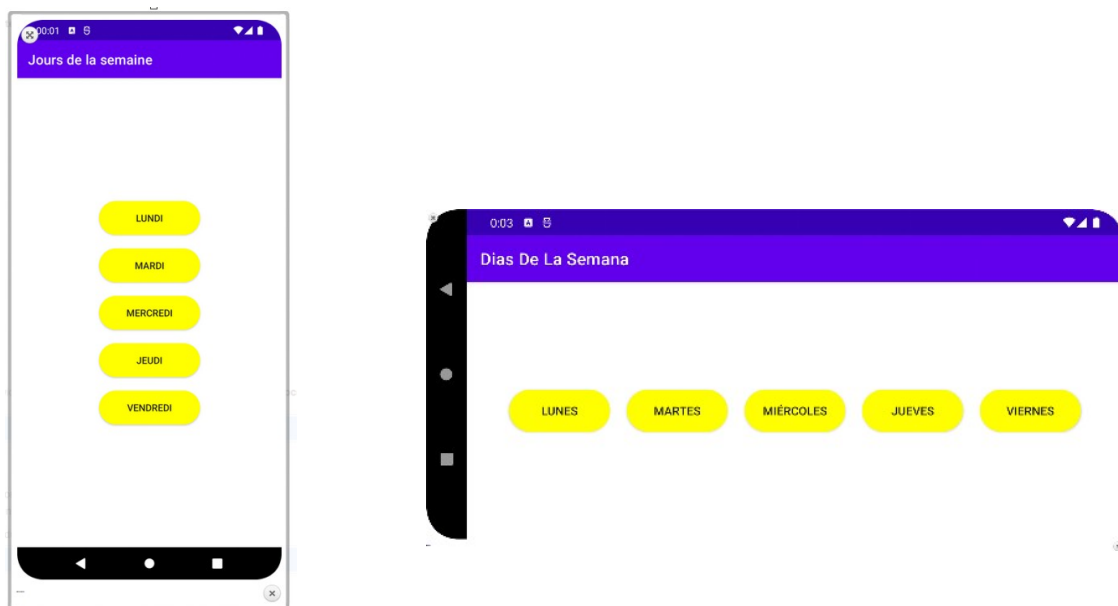 00:01
Jours de la semaine
LUNDI
MARDI
MERCREDI
JEUDI
VENDREDI
0:03
Dias De La Semana
LUNES MARTES MIÉRCOLES JUEVES VIERNES